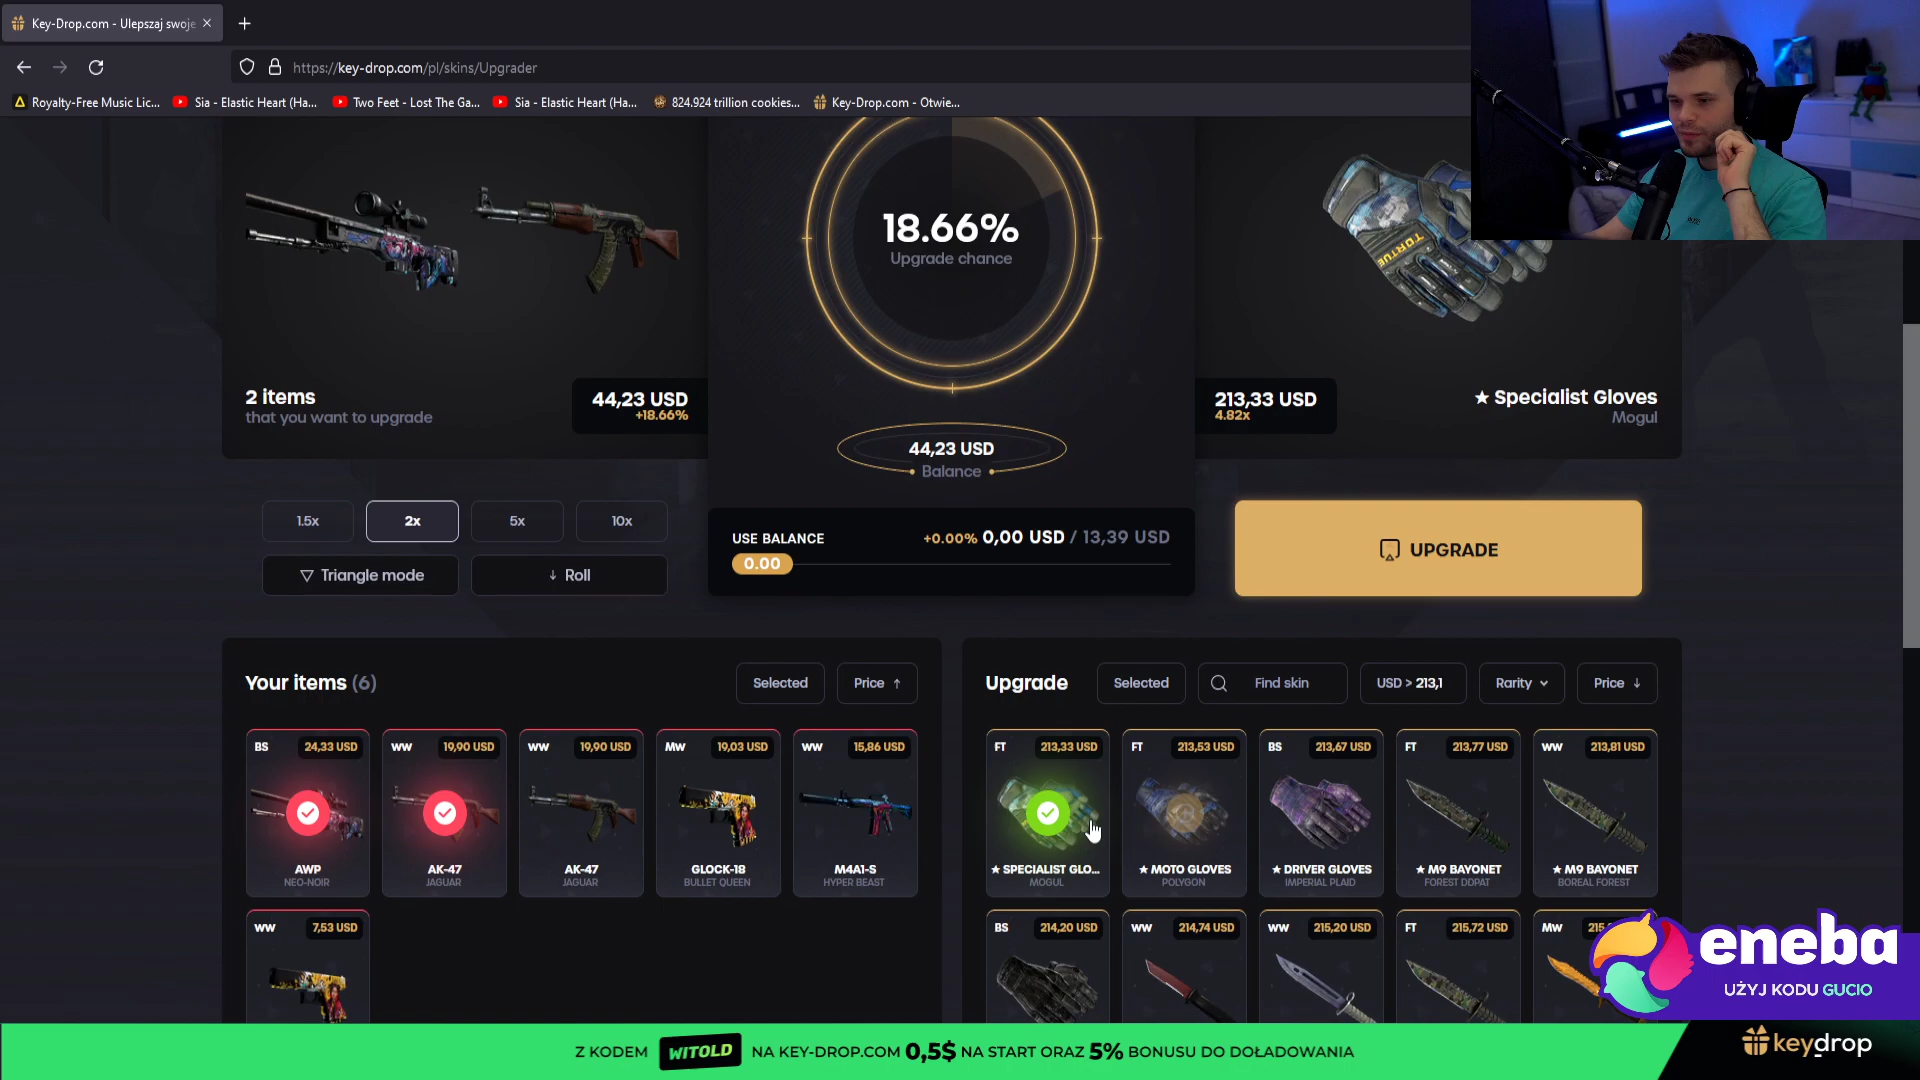 Key-Drop.com - Ulepszaj swoje
https://key-drop.com/pl/skins/Upgrader
Royalty-Free Music Lic...
Sia - Elastic Heart (Ha...
Two Feet - Lost The Ga...
Sia - Elastic Heart (Ha...
824.924 trillion cookies...
Key-Drop.com - Otwie...
18.66%
Upgrade chance
TORTUE
2 items
that you want to upgrade
44,23 USD
+18.66%
213,33 USD
4.82x
★ Specialist Gloves
Mogul
44,23 USD
Balance
1.5x
2x
5x
10x
Triangle mode
Roll
USE BALANCE
+0.00% 0,00 USD / 13,39 USD
0.00
UPGRADE
Your items (6)
Selected
Price
Upgrade
Selected
Find skin
USD > 213,1
Rarity
Price
BS 24,33 USD
AWP
NEO-NOIR
WW 19,90 USD
AK-47
JAGUAR
WW 19,90 USD
AK-47
JAGUAR
MW 19,03 USD
GLOCK-18
BULLET QUEEN
WW 15,86 USD
M4A1-S
HYPER BEAST
FT 213,33 USD
★ SPECIALIST GLO...
MOGUL
FT 213,53 USD
★ MOTO GLOVES
POLYGON
BS 213,67 USD
★ DRIVER GLOVES
IMPERIAL PLAID
FT 213,77 USD
★ M9 BAYONET
FOREST DDPAT
WW 213,81 USD
★ M9 BAYONET
BOREAL FOREST
WW 7,53 USD
BS 214,20 USD
WW 214,74 USD
WW 215,20 USD
FT 215,72 USD
MW
eneba
UŻYJ KODU GUCIO
Z KODEM WITOLD NA KEY-DROP.COM 0,5$ NA START ORAZ 5% BONUSU DO DOŁADOWANIA
keydrop